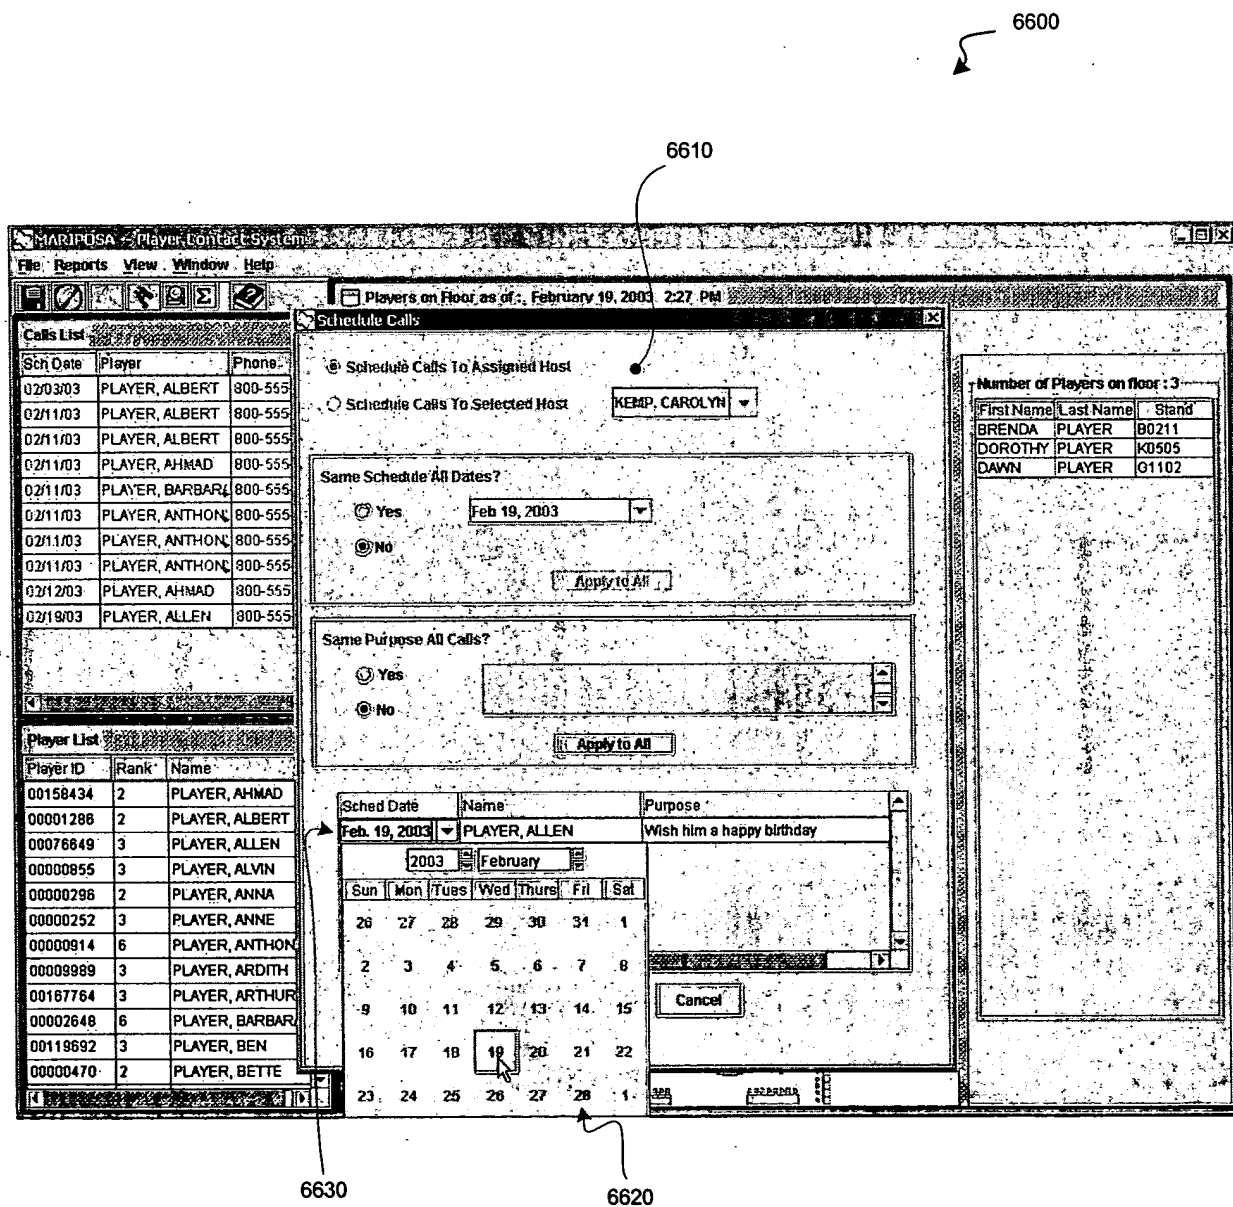 6600
6610
MARIPOSA -- Player Contact System
File Reports View Window Help
Players on Floor as of : February 19, 2003 2:27 PM
Calls List
Sch Date Player Phone
02/03/03 PLAYER, ALBERT 800-555
02/11/03 PLAYER, ALBERT 800-555
02/11/03 PLAYER, ALBERT 800-555
02/11/03 PLAYER, AHMAD 800-555
02/11/03 PLAYER, BARBARA 800-555
02/11/03 PLAYER, ANTHON 800-555
02/11/03 PLAYER, ANTHON 800-555
02/11/03 PLAYER, ANTHON 800-555
02/12/03 PLAYER, AHMAD 800-555
02/19/03 PLAYER, ALLEN 800-555
Player List
Player ID Rank Name
00158434 2 PLAYER, AHMAD
00001286 2 PLAYER, ALBERT
00076649 3 PLAYER, ALLEN
00000855 3 PLAYER, ALVIN
00000296 2 PLAYER, ANNA
00000252 3 PLAYER, ANNE
00000914 6 PLAYER, ANTHON
00009989 3 PLAYER, ARDITH
00167764 3 PLAYER, ARTHUR
00002648 6 PLAYER, BARBARA
00119692 3 PLAYER, BEN
00000470 2 PLAYER, BETTE
Schedule Calls
Schedule Calls To Assigned Host
Schedule Calls To Selected Host KEMP, CAROLYN
Same Schedule All Dates?
Yes Feb 19, 2003
No
Apply to All
Same Purpose All Calls?
Yes
No
Apply to All
Sched Date Name Purpose
Feb. 19, 2003 PLAYER, ALLEN Wish him a happy birthday
2003 February
Sun Mon Tues Wed Thurs Fri Sat
26 27 28 29 30 31 1
2 3 4 5 6 7 8
9 10 11 12 13 14 15
16 17 18 19 20 21 22
23 24 25 26 27 28 1
Cancel
Number of Players on floor : 3
First Name Last Name Stand
BRENDA PLAYER B0211
DOROTHY PLAYER K0505
DAWN PLAYER G1102
6630
6620